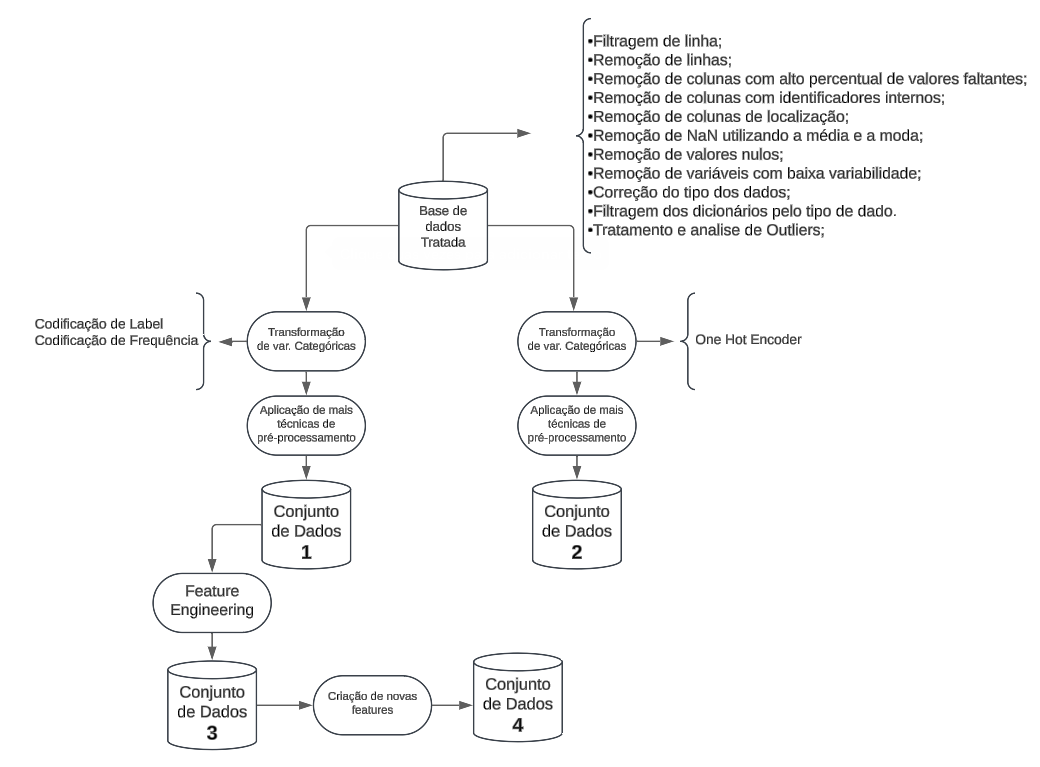 •Filtragem de linha;
•Remoção de linhas;
•Remoção de colunas com alto percentual de valores faltantes;
•Remoção de colunas com identificadores internos;
•Remoção de colunas de localização;
•Remoção de NaN utilizando a média e a moda;
•Remoção de valores nulos;
•Remoção de variáveis com baixa variabilidade;
•Correção do tipo dos dados;
•Filtragem dos dicionários pelo tipo de dado.
•Tratamento e analise de Outliers;
Base de
dados
Tratada
Codificação de Label
Codificação de Frequência
Transformação
de var. Categóricas
Transformação
de var. Categóricas
One Hot Encoder
Aplicação de mais
técnicas de
pré-processamento
Aplicação de mais
técnicas de
pré-processamento
Conjunto
de Dados
1
Conjunto
de Dados
2
Feature
Engineering
Conjunto
de Dados
3
Criação de novas
features
Conjunto
de Dados
4